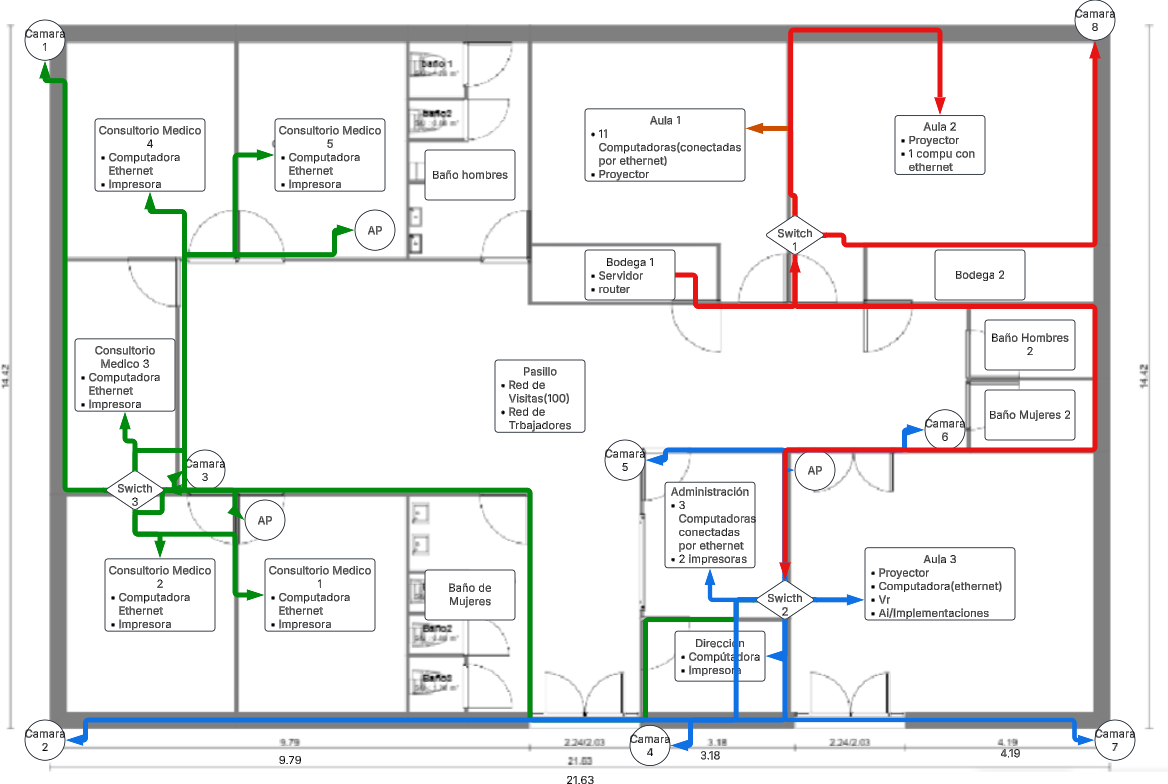 Camara
1
Camara
8
baño 1
baño2
Consultorio Medico
4
▪ Computadora
Ethernet
▪ Impresora
Consultorio Medico
5
▪ Computadora
Ethernet
▪ Impresora
Baño hombres
Aula 1
▪ 11
Computadoras(conectadas
por ethernet)
▪ Proyector
Aula 2
▪ Proyector
▪ 1 compu con
ethernet
AP
Switch
1
Bodega 1
▪ Servidor
▪ router
Bodega 2
Consultorio
Medico 3
▪ Computadora
Ethernet
▪ Impresora
Baño Hombres
2
Pasillo
▪ Red de
Visitas(100)
▪ Red de
Trbajadores
14.42
14.42
Baño Mujeres 2
Camara
6
Camara
5
Camara
3
AP
Swicth
3
Administración
▪ 3
Computadoras
conectadas
por ethernet
▪ 2 impresoras
AP
Consultorio Medico
2
▪ Computadora
Ethernet
▪ Impresora
Consultorio Medico
1
▪ Computadora
Ethernet
▪ Impresora
Baño de
Mujeres
Swicth
2
Aula 3
▪ Proyector
▪ Computadora(ethernet)
▪ Vr
▪ Ai/Implementaciones
Baño2
Dirección
▪ Compútadora
▪ Impresora
Baño3
Camara
2
Camara
4
Camara
7
9.79
2.24/2.03
3.18
2.24/2.03
4.19
9.79
3.18
4.19
21.63
21.63